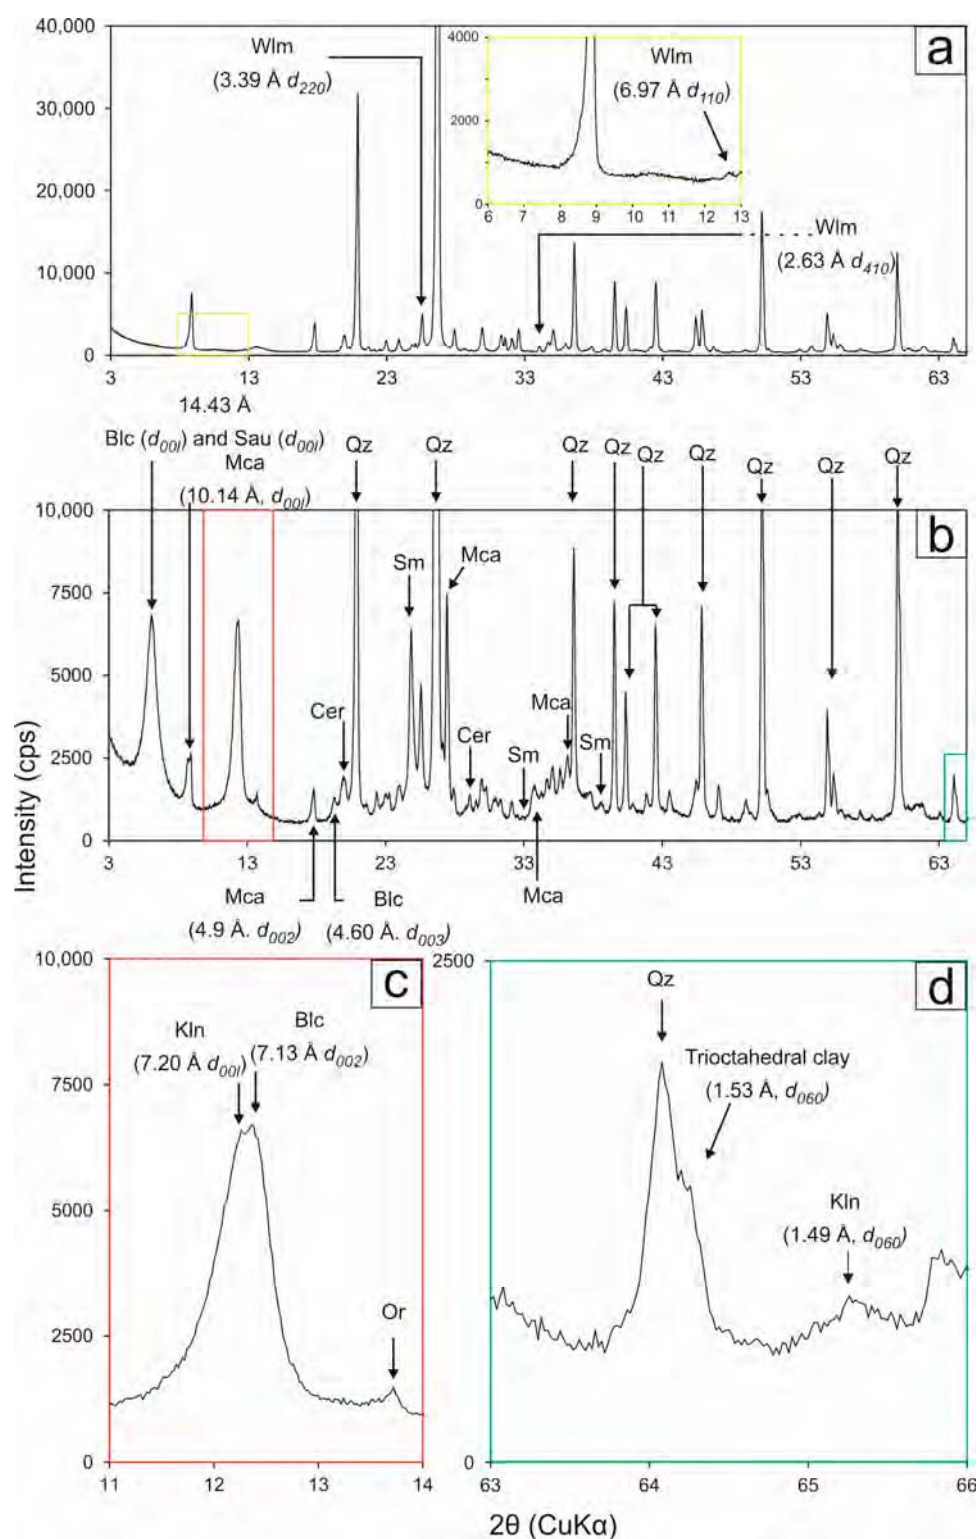 40,000
30,000
20,000
10,000
0
3
13
23
33
43
53
63
a
Wlm
(3.39 Å d220)
4000
2000
0
6
7
8
9
10
11
12
13
Wlm
(6.97 Å d110)
Wlm
(2.63 Å d410)
14.43 Å
Blc (d00l) and Sau (d00l)
Mca
(10.14 Å, d00l)
Qz
Qz
Qz
Qz
Qz
Qz
Qz
Qz
Qz
10,000
7500
5000
2500
0
3
13
23
33
43
53
63
b
Sm
Mca
Cer
Cer
Sm
Mca
Sm
Mca
(4.9 Å. d002)
Blc
(4.60 Å. d003)
Mca
Intensity (cps)
10,000
7500
5000
2500
0
11
12
13
14
c
Kln
(7.20 Å d00l)
Blc
(7.13 Å d002)
Or
2500
0
63
64
65
66
d
Qz
Trioctahedral clay
(1.53 Å, d060)
Kln
(1.49 Å, d060)
2θ (CuKα)